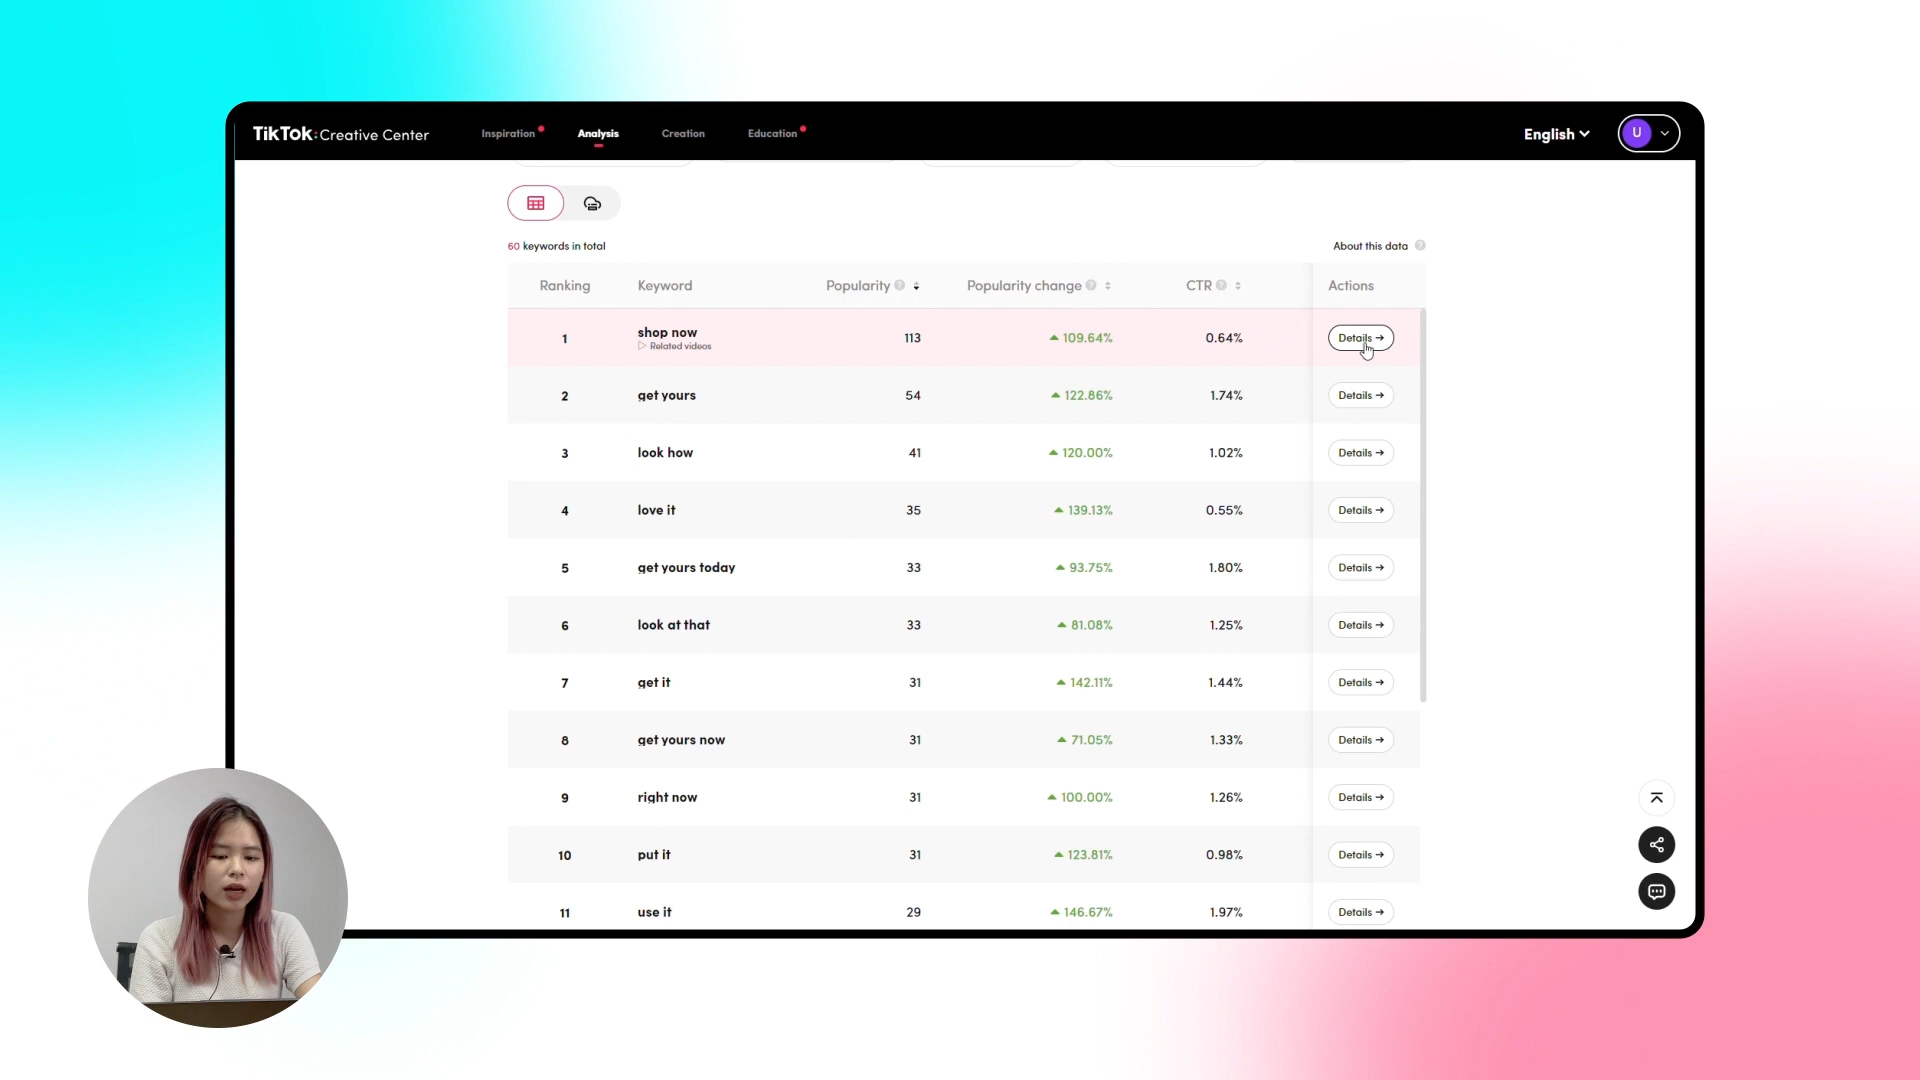 TikTok: Creative Center Inspiration Analysis Creation Education English U
60 keywords in total About this data ?
Ranking Keyword Popularity ? Popularity change ? CTR ? Actions
1 shop now 113 109.64% 0.64% Details →
Related videos
2 get yours 54 122.86% 1.74% Details →
3 look how 41 120.00% 1.02% Details →
4 love it 35 139.13% 0.55% Details →
5 get yours today 33 93.75% 1.80% Details →
6 look at that 33 81.08% 1.25% Details →
7 get it 31 142.11% 1.44% Details →
8 get yours now 31 71.05% 1.33% Details →
9 right now 31 100.00% 1.26% Details →
10 put it 31 123.81% 0.98% Details →
11 use it 29 146.67% 1.97% Details →